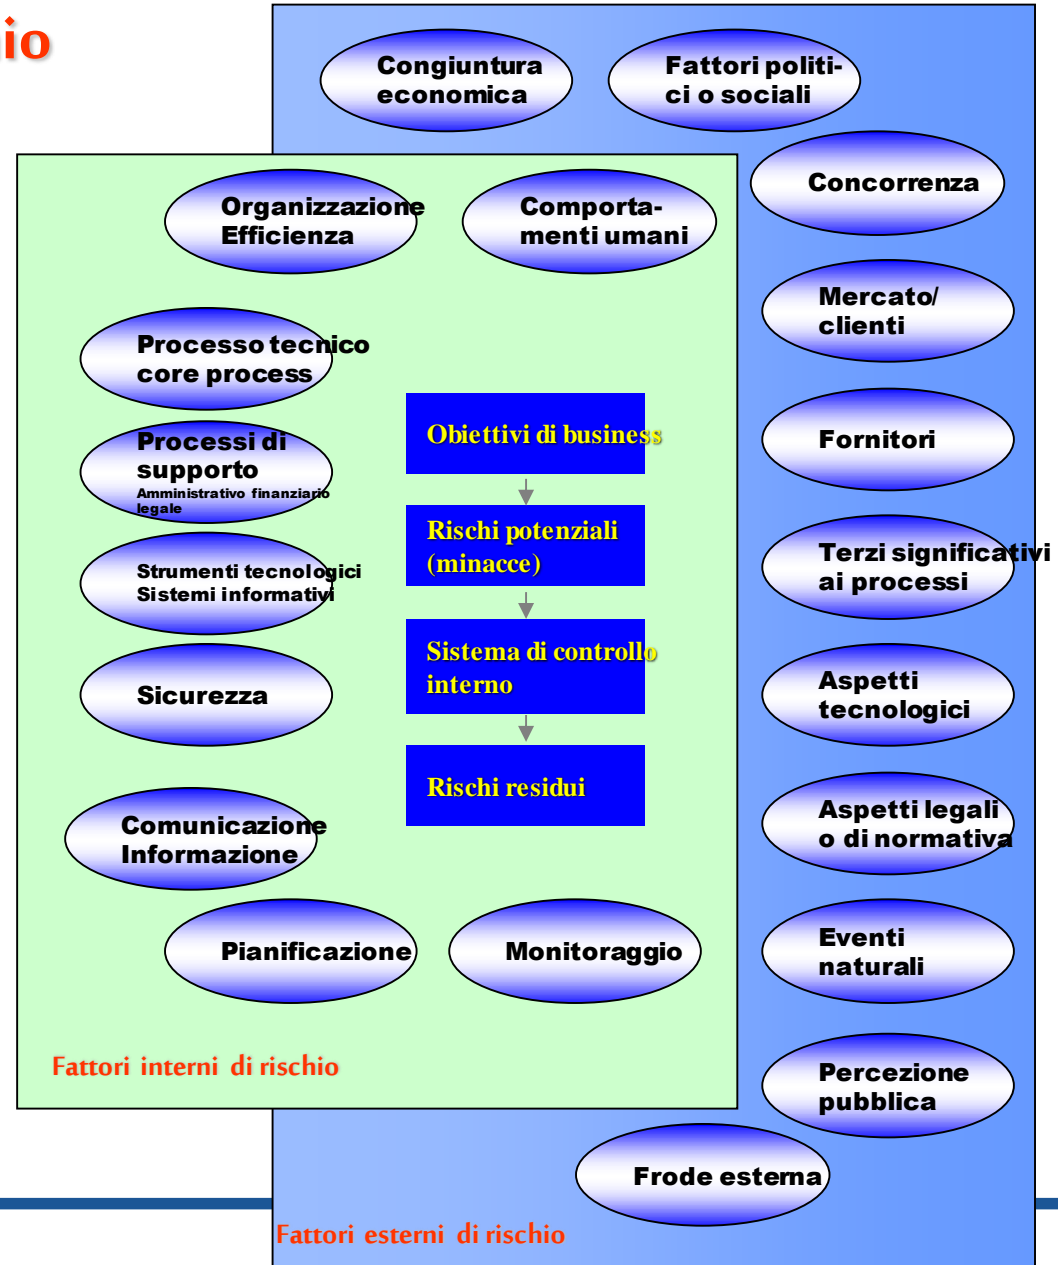 io
Congiuntura
economica
Fattori politi-
ci o sociali
Concorrenza
Organizzazione
Efficienza
Comporta-
menti umani
Mercato/
clienti
Processo tecnico
core process
Obiettivi di business
Fornitori
Processi di
supporto
Amministrativo finanziario
legale
Rischi potenziali
(minacce)
Strumenti tecnologici
Sistemi informativi
Terzi significativi
ai processi
Sistema di controllo
interno
Sicurezza
Aspetti
tecnologici
Rischi residui
Comunicazione
Informazione
Aspetti legali
o di normativa
Pianificazione
Monitoraggio
Eventi
naturali
Fattori interni di rischio
Percezione
pubblica
Frode esterna
Fattori esterni di rischio